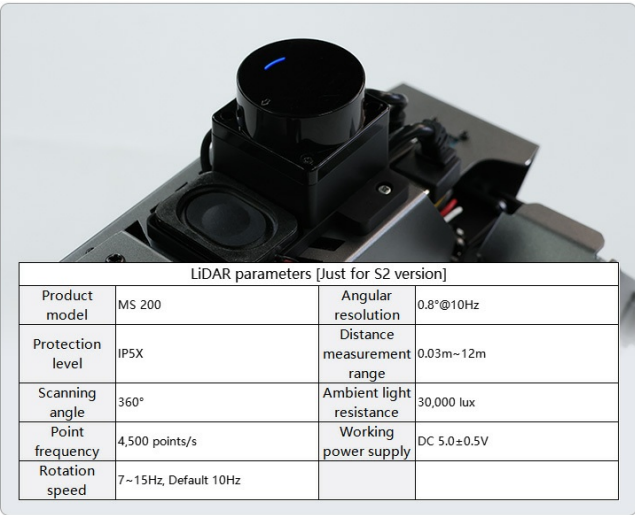 LiDAR parameters [Just for S2 version]
Product model
MS 200
Angular resolution
0.8°@10Hz
Protection level
IP5X
Distance measurement range
0.03m~12m
Scanning angle
360°
Ambient light resistance
30,000 lux
Point frequency
4,500 points/s
Working power supply
DC 5.0±0.5V
Rotation speed
7~15Hz, Default 10Hz